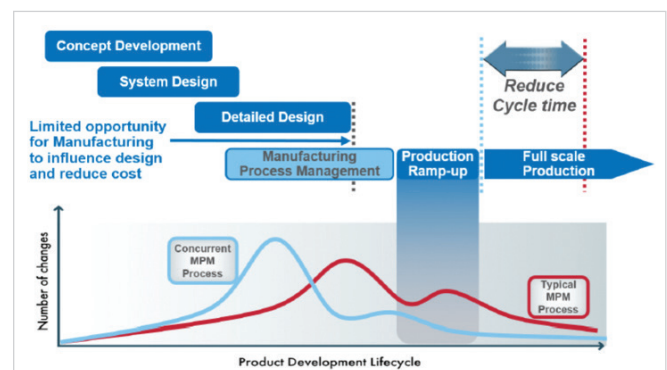 Concept Development
System Design
Detailed Design
Limited opportunity
for Manufacturing
to influence design
and reduce cost
Manufacturing
Process Management
Production
Ramp-up
Full scale
Production
Reduce
Cycle time
Number of changes
Concurrent
MPM
Process
Typical
MPM
Process
Product Development Lifecycle